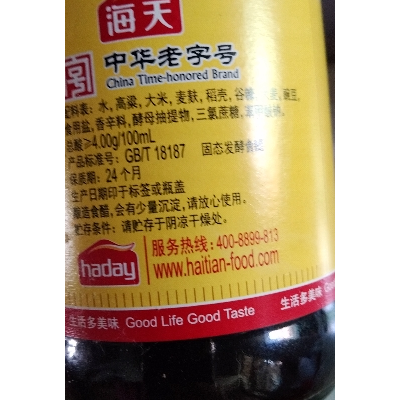 海天
中华老字号
China Time-honored Brand
配料表: 水, 高粱, 大米, 麦麸, 稻壳, 谷糠, 豌豆,
食用盐, 香辛料, 酵母抽提物, 三氯蔗糖,
总酸≥4.00g/100mL
产品标准号: GB/T 18187 固态发酵食醋
保质期: 24个月
生产日期印于标签或瓶盖
酿造食醋, 会有少量沉淀, 请放心使用。
贮存条件: 请贮存于阴凉干燥处。
haday
服务热线: 400-8899-813
www.haitian-food.com
生活多美味 Good Life Good Taste
生活多美味